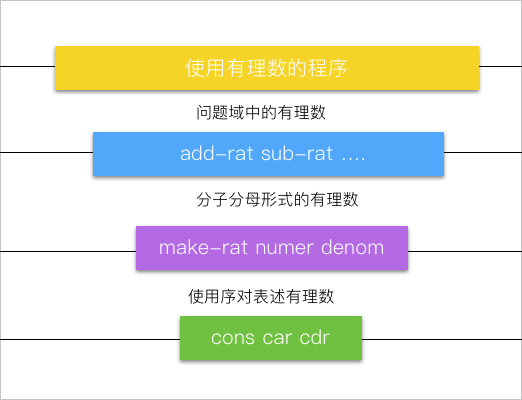 使用有理数的程序
问题域中的有理数
add-rat sub-rat ....
分子分母形式的有理数
make-rat numer denom
使用序对表述有理数
cons car cdr